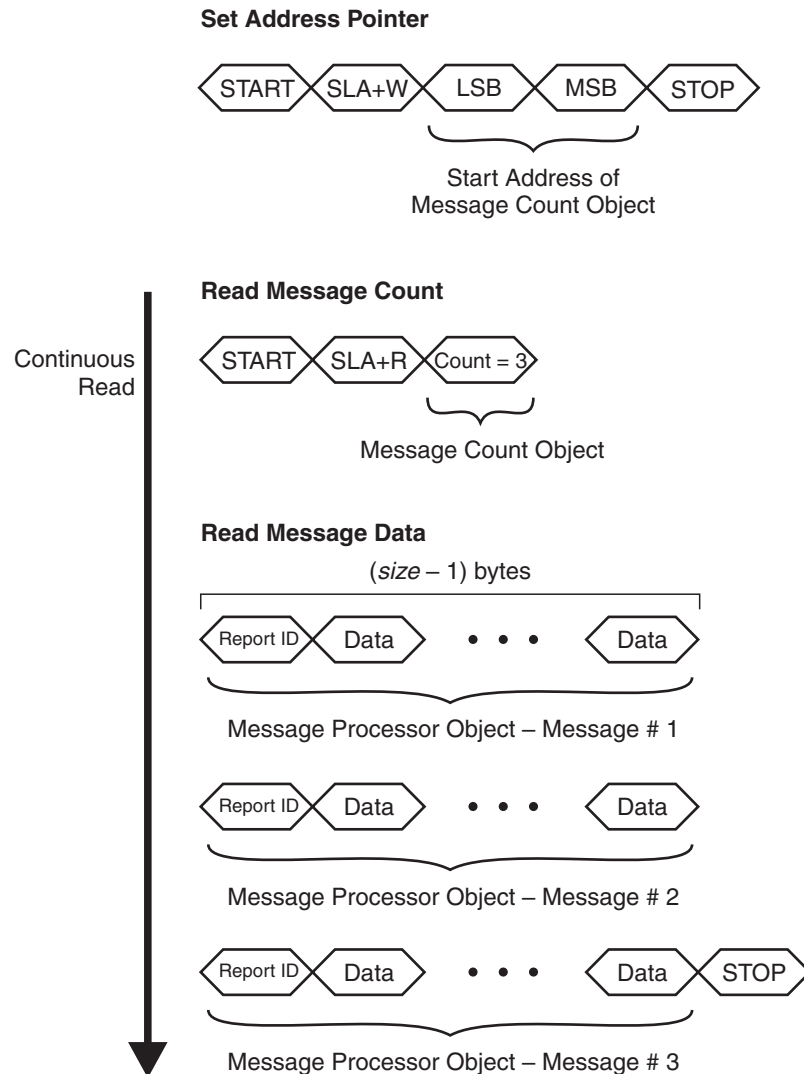 Set Address Pointer
START SLA+W LSB MSB STOP
Start Address of
Message Count Object
Read Message Count
Continuous
Read
START SLA+R Count = 3
Message Count Object
Read Message Data
(size – 1) bytes
Report ID Data • • • Data
Message Processor Object – Message # 1
Report ID Data • • • Data
Message Processor Object – Message # 2
Report ID Data • • • Data STOP
Message Processor Object – Message # 3